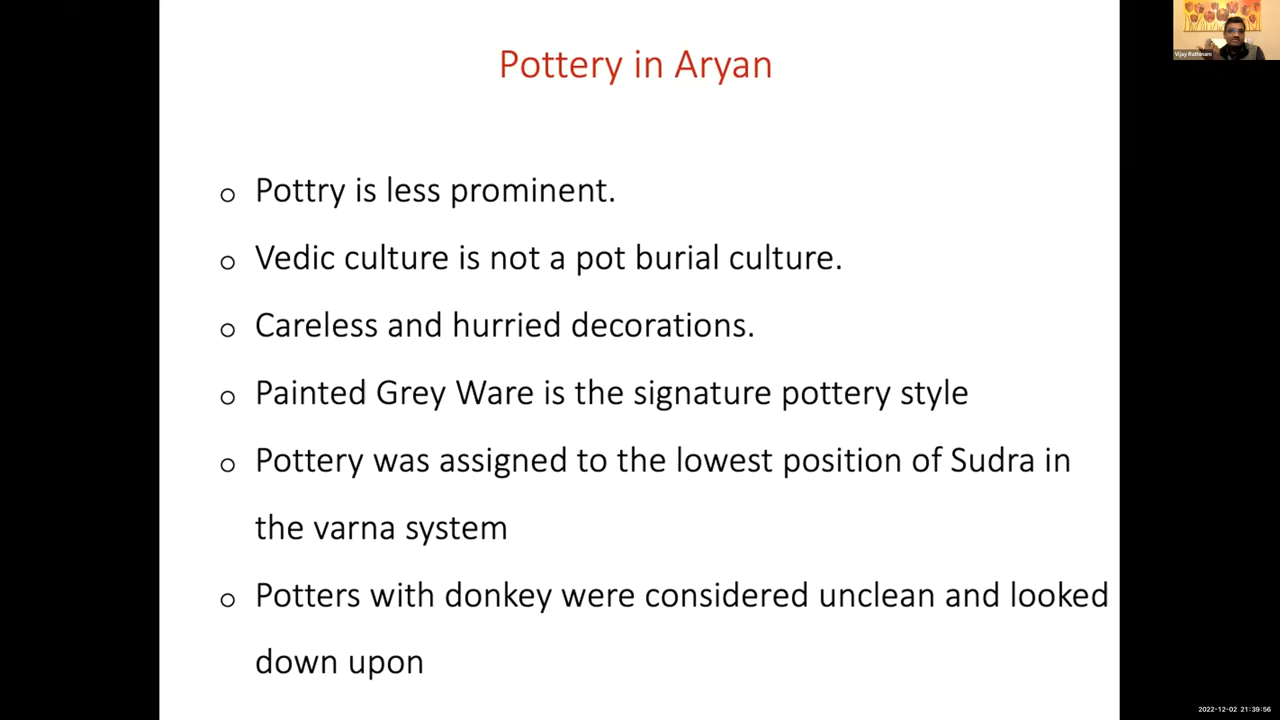 Pottery in Aryan
Vijay Rathinam
o Pottry is less prominent.
o Vedic culture is not a pot burial culture.
o Careless and hurried decorations.
o Painted Grey Ware is the signature pottery style
o Pottery was assigned to the lowest position of Sudra in
the varna system
o Potters with donkey were considered unclean and looked
down upon
2022-12-02 21:39:56